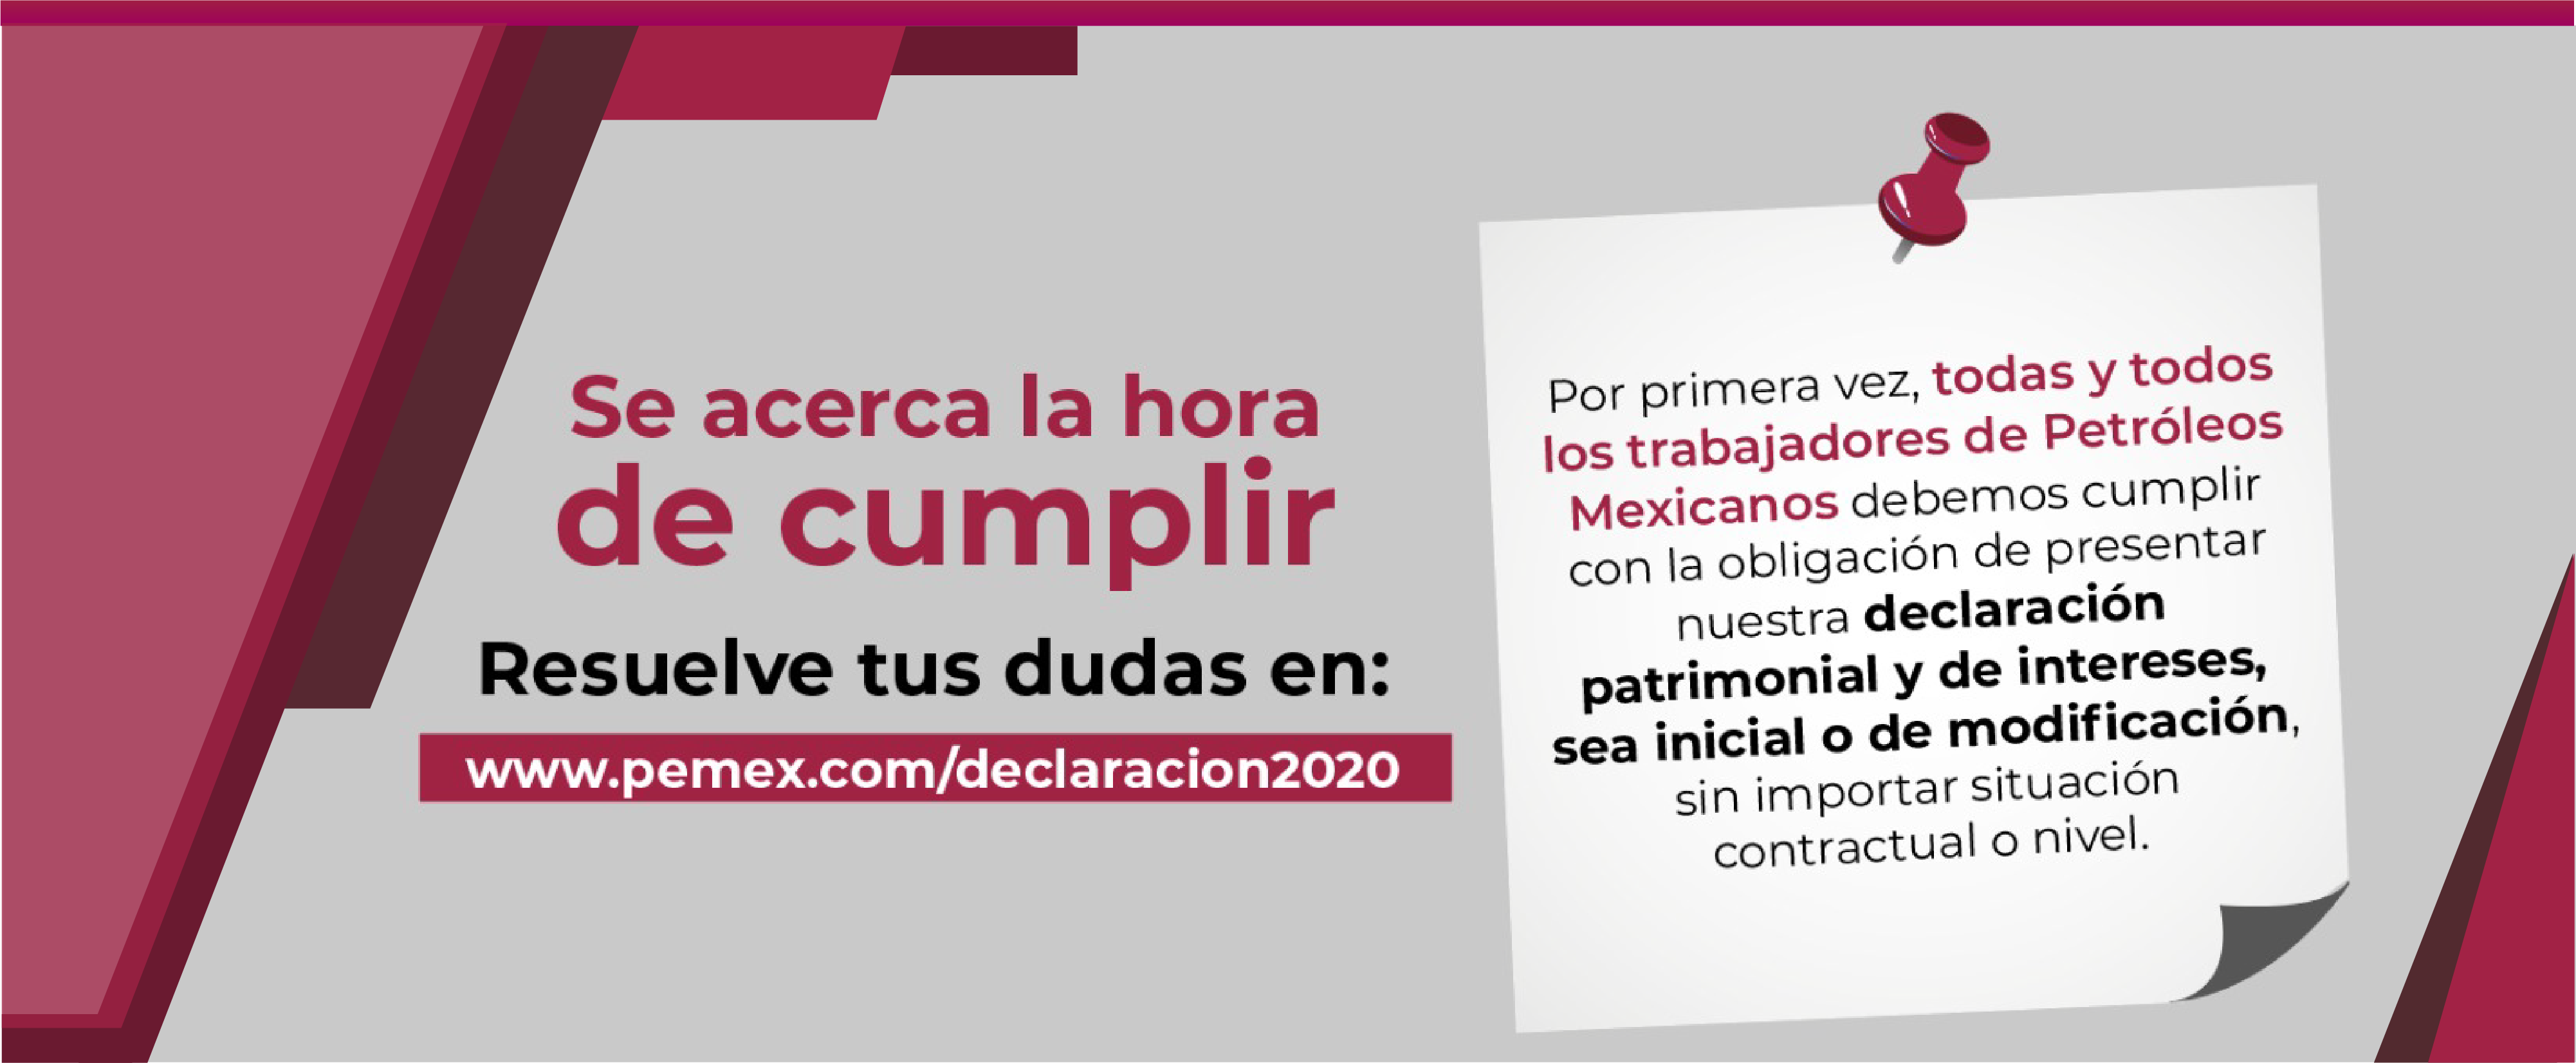 Se acerca la hora
de cumplir
Resuelve tus dudas en:
www.pemex.com/declaracion2020
Por primera vez, todas y todos
los trabajadores de Petróleos
Mexicanos debemos cumplir
con la obligación de presentar
nuestra declaración
patrimonial y de intereses,
sea inicial o de modificación,
sin importar situación
contractual o nivel.